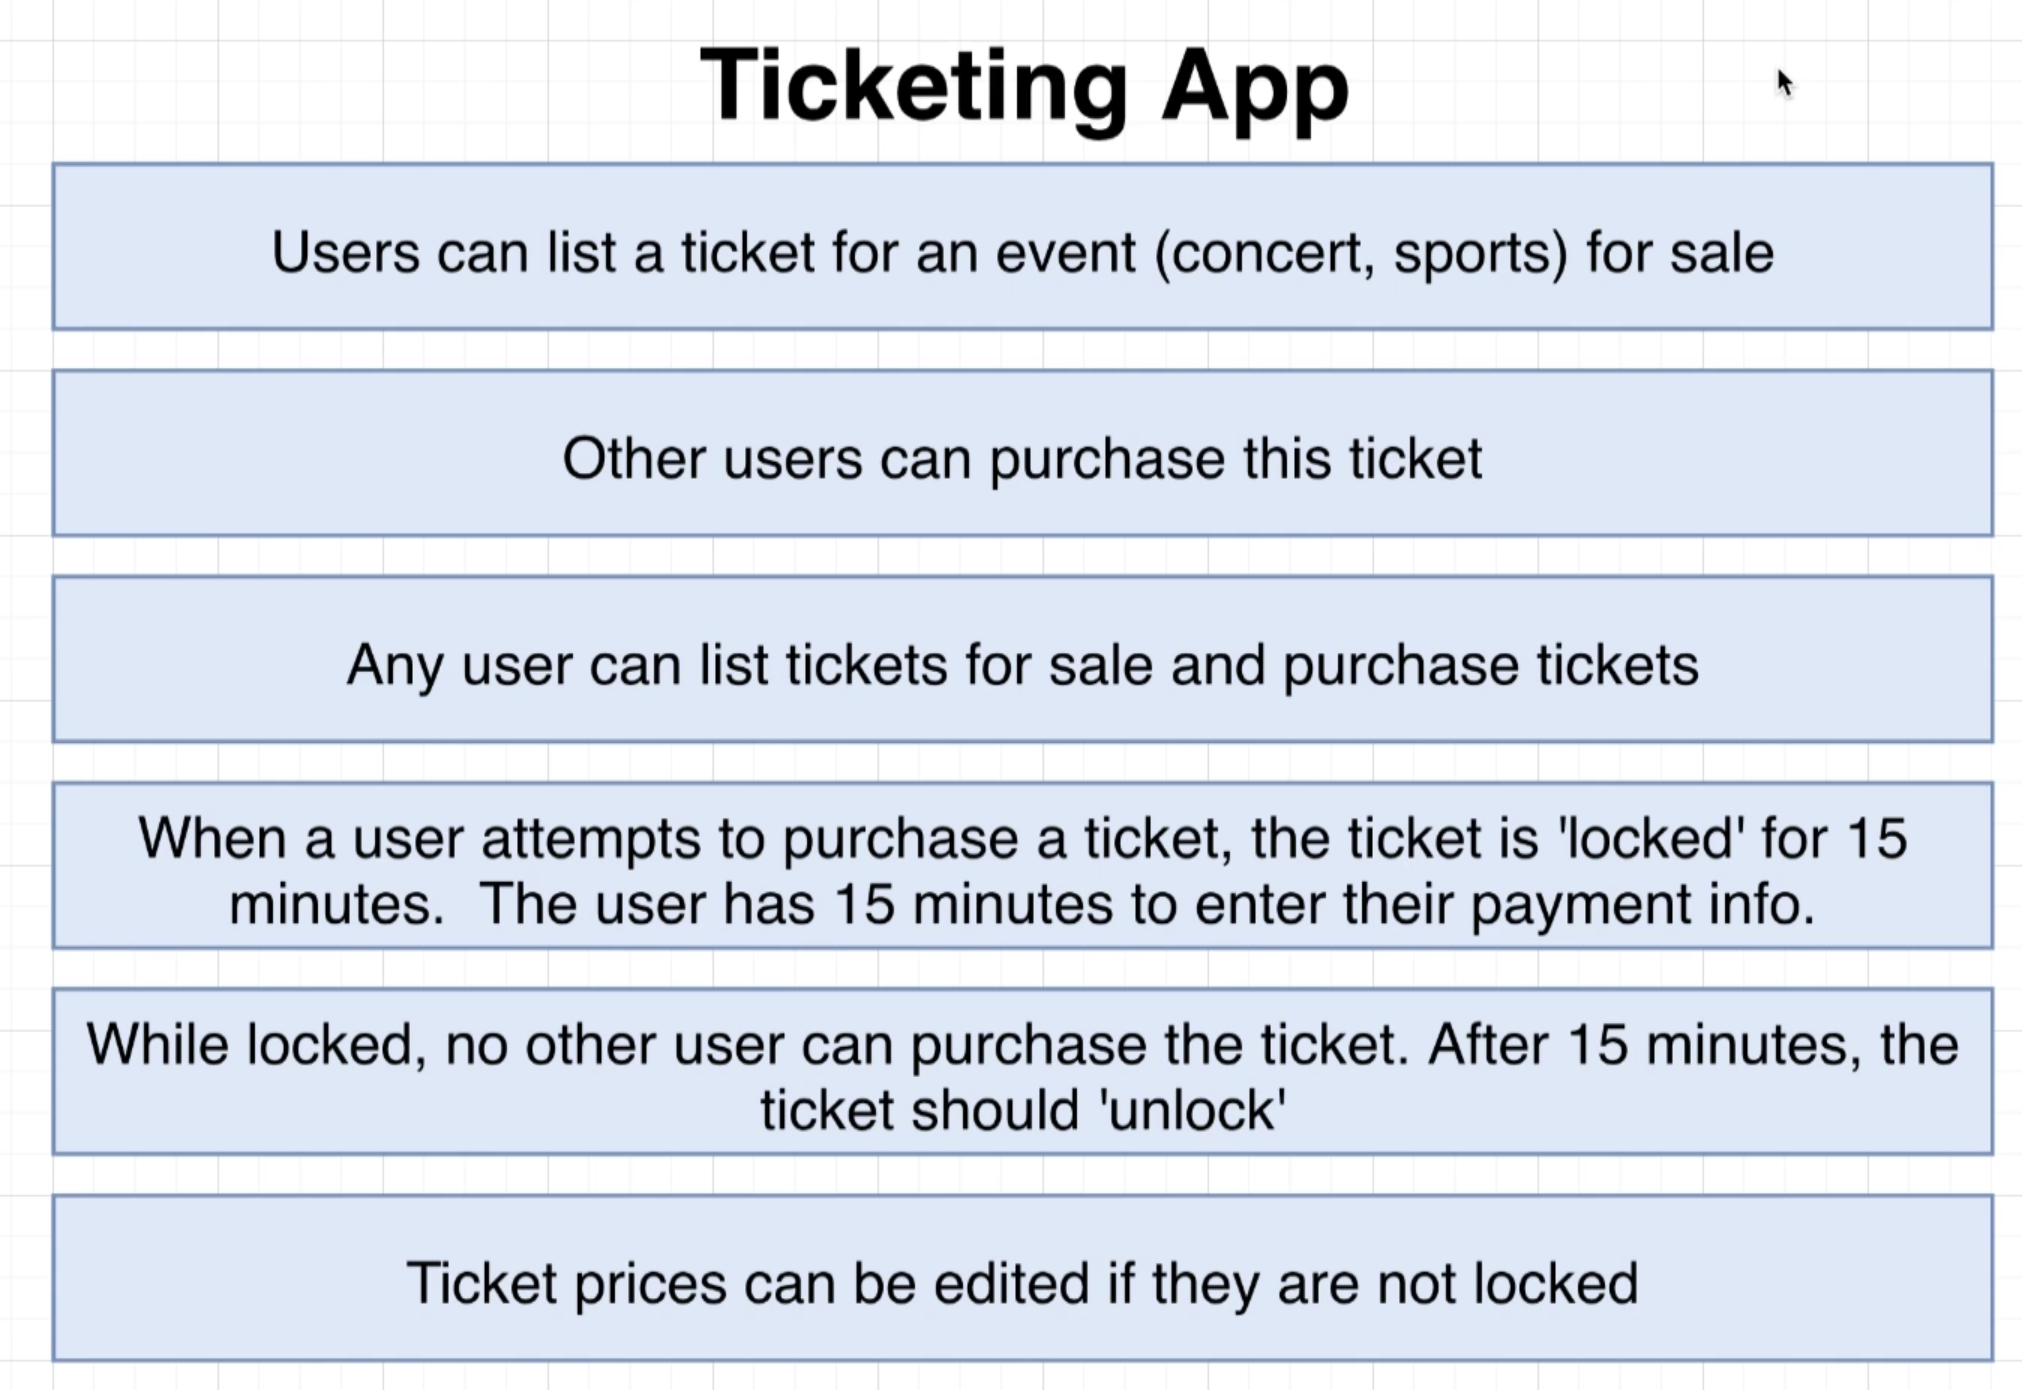 Ticketing App
Users can list a ticket for an event (concert, sports) for sale
Other users can purchase this ticket
Any user can list tickets for sale and purchase tickets
When a user attempts to purchase a ticket, the ticket is 'locked' for 15
minutes.  The user has 15 minutes to enter their payment info.
While locked, no other user can purchase the ticket. After 15 minutes, the
ticket should 'unlock'
Ticket prices can be edited if they are not locked